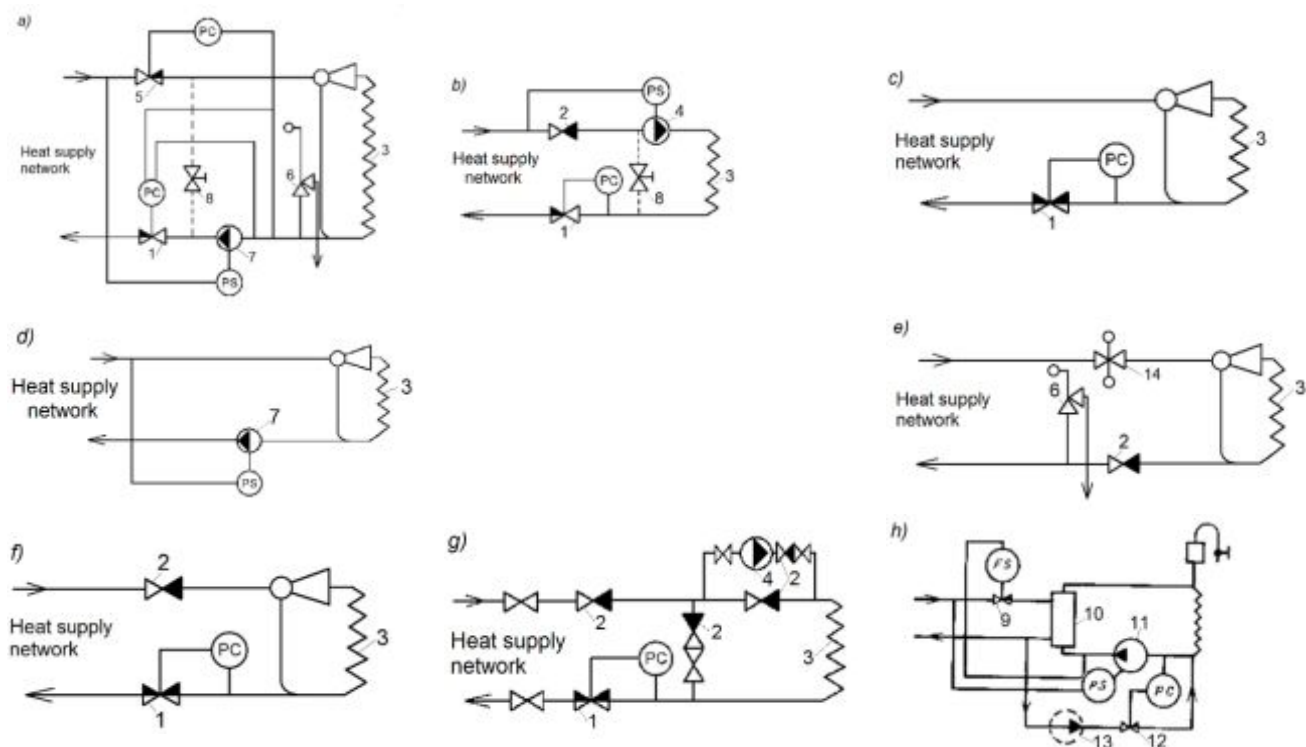 a)
PC
5
Heat supply
network
PC
8
6
3
1
7
PS
b)
PS
2
4
Heat supply
network
PC
8
3
1
c)
Heat supply
network
PC
3
1
d)
Heat supply
network
3
7
PS
e)
14
6
Heat supply
network
2
3
f)
2
Heat supply
network
PC
3
1
g)
4
2
2
2
Heat supply
network
PC
3
1
h)
FS
9
10
11
PS
PC
13
12